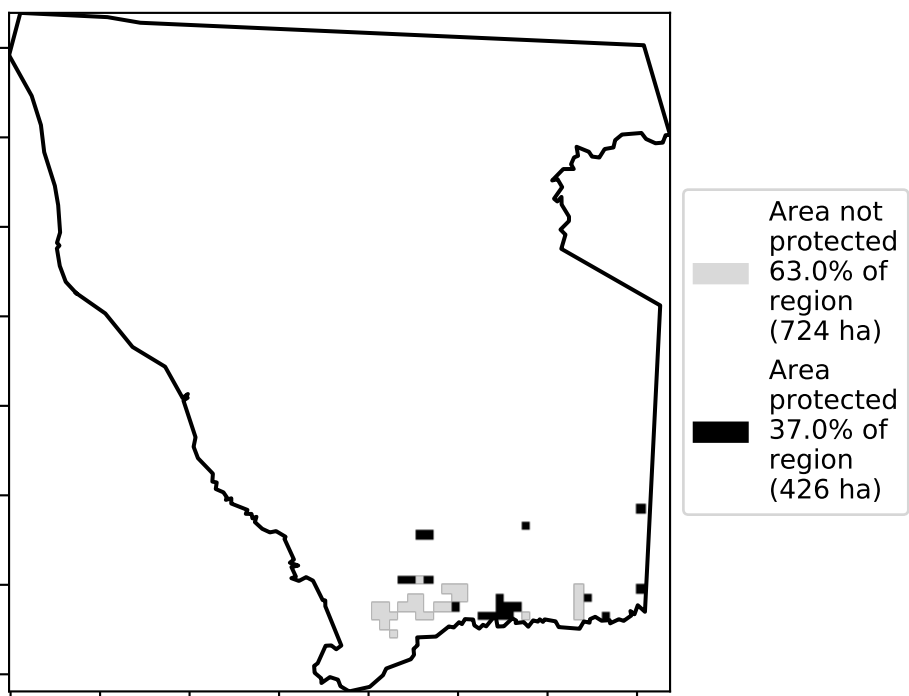 Area not
protected
63.0% of
region
(724 ha)
Area
protected
37.0% of
region
(426 ha)